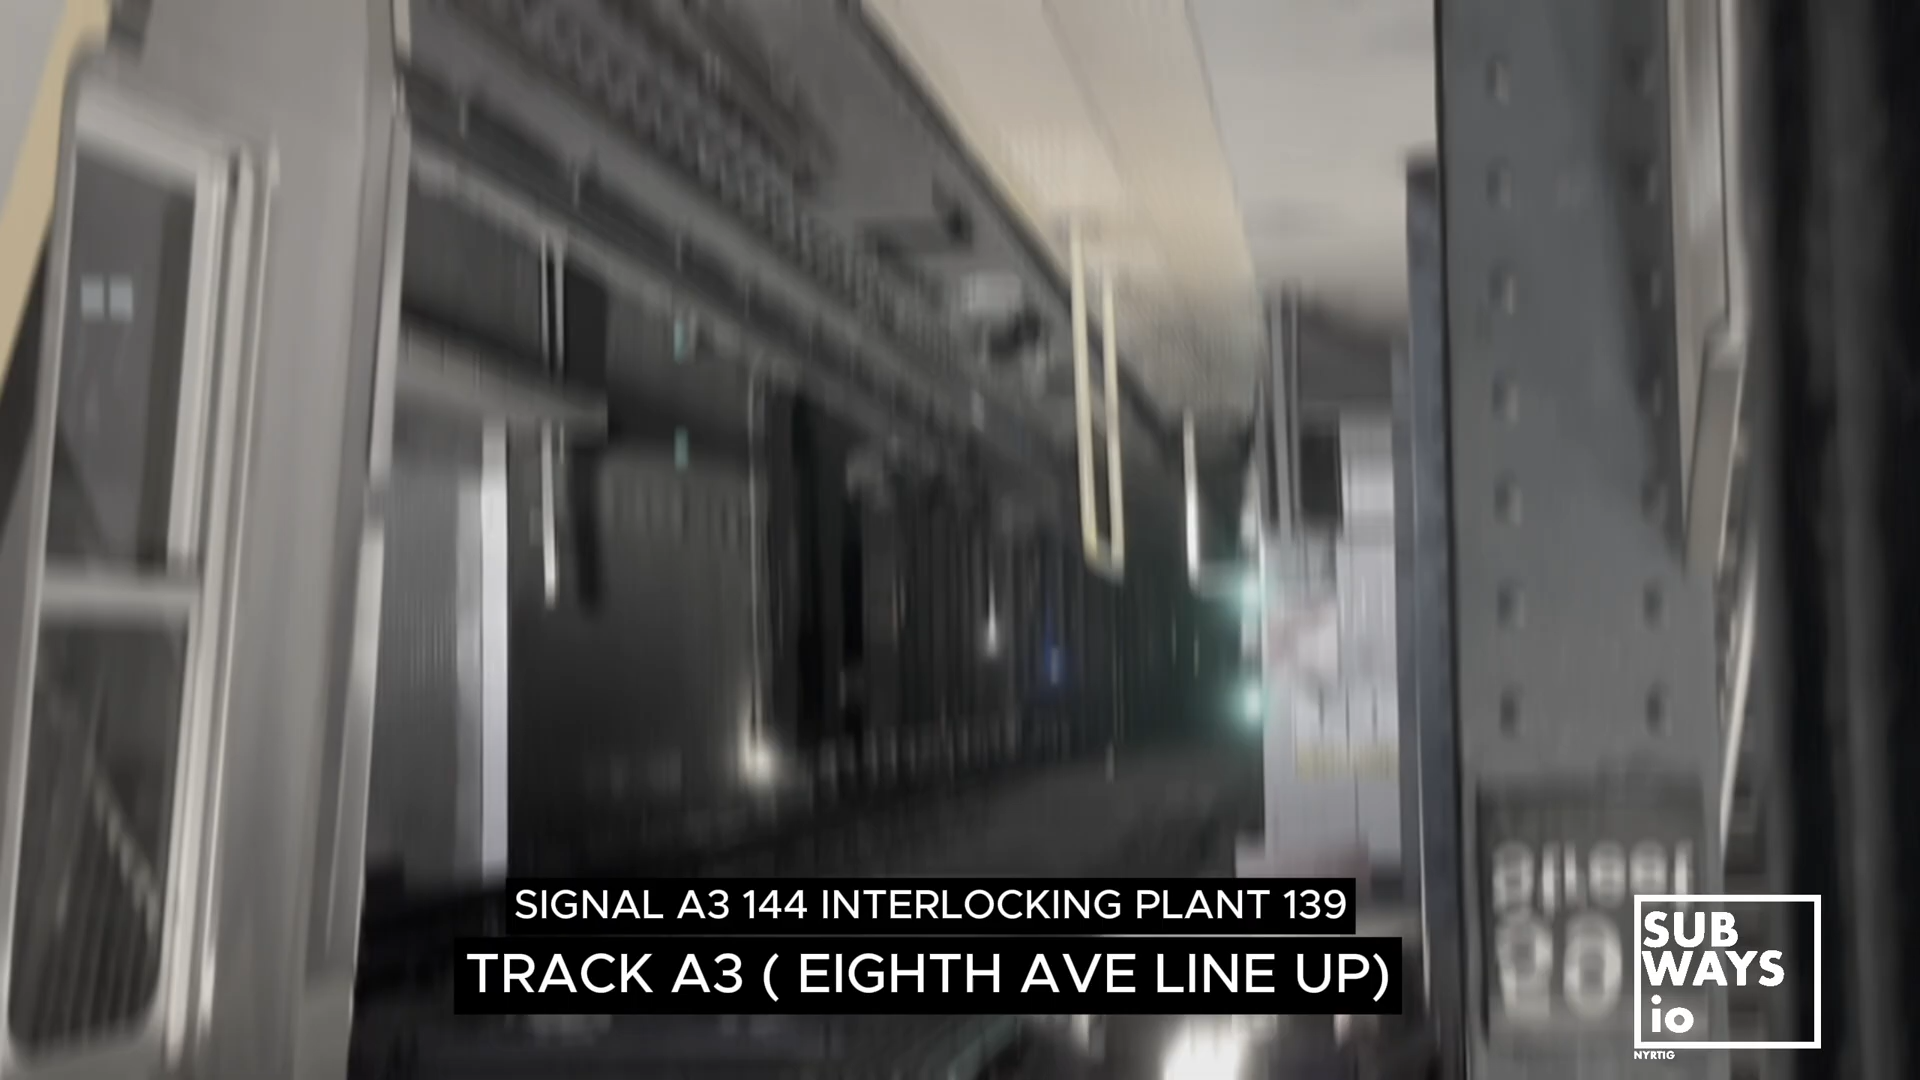 SIGNAL A3 144 INTERLOCKING PLANT 139
TRACK A3 ( EIGHTH AVE LINE UP)
SUB
WAYS
io
NYRTIG